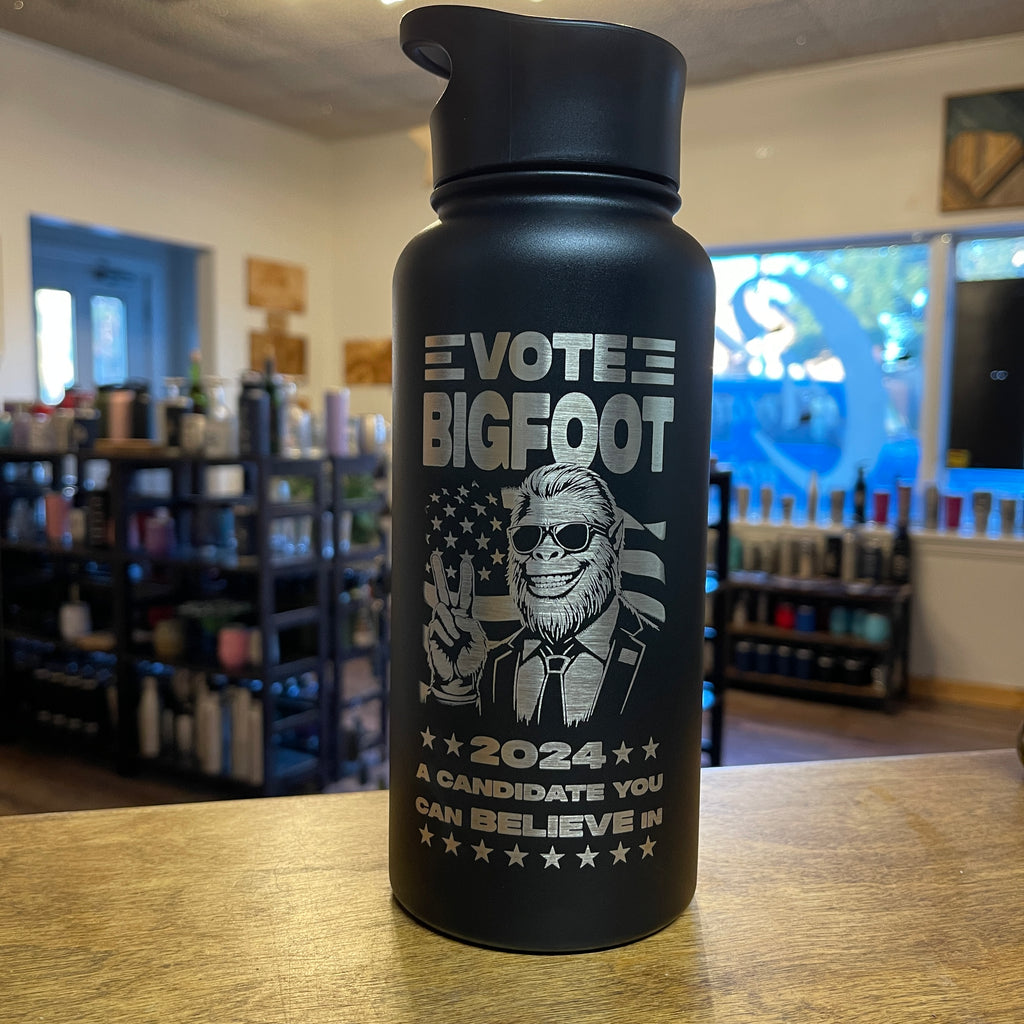 VOTE
BIGFOOT
2024
A CANDIDATE YOU
CAN BELIEVE IN